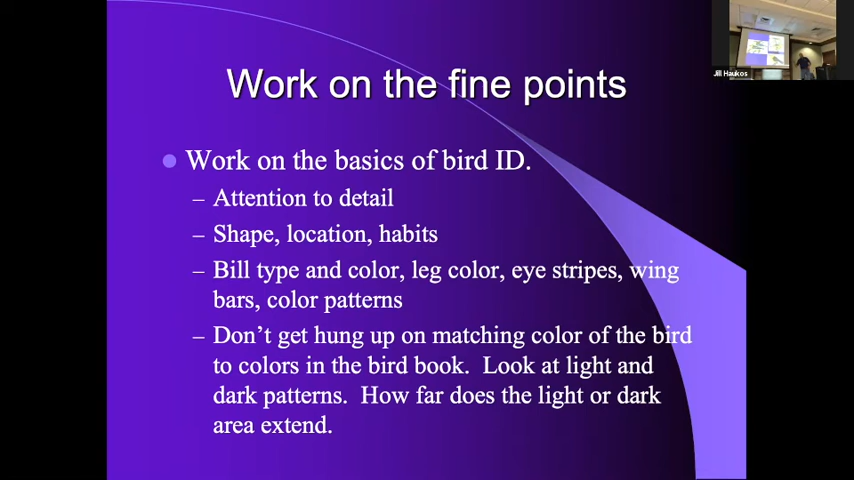 Work on the fine points
Jill Haukos
Work on the basics of bird ID.
– Attention to detail
– Shape, location, habits
– Bill type and color, leg color, eye stripes, wing
bars, color patterns
– Don’t get hung up on matching color of the bird
to colors in the bird book.  Look at light and
dark patterns.  How far does the light or dark
area extend.